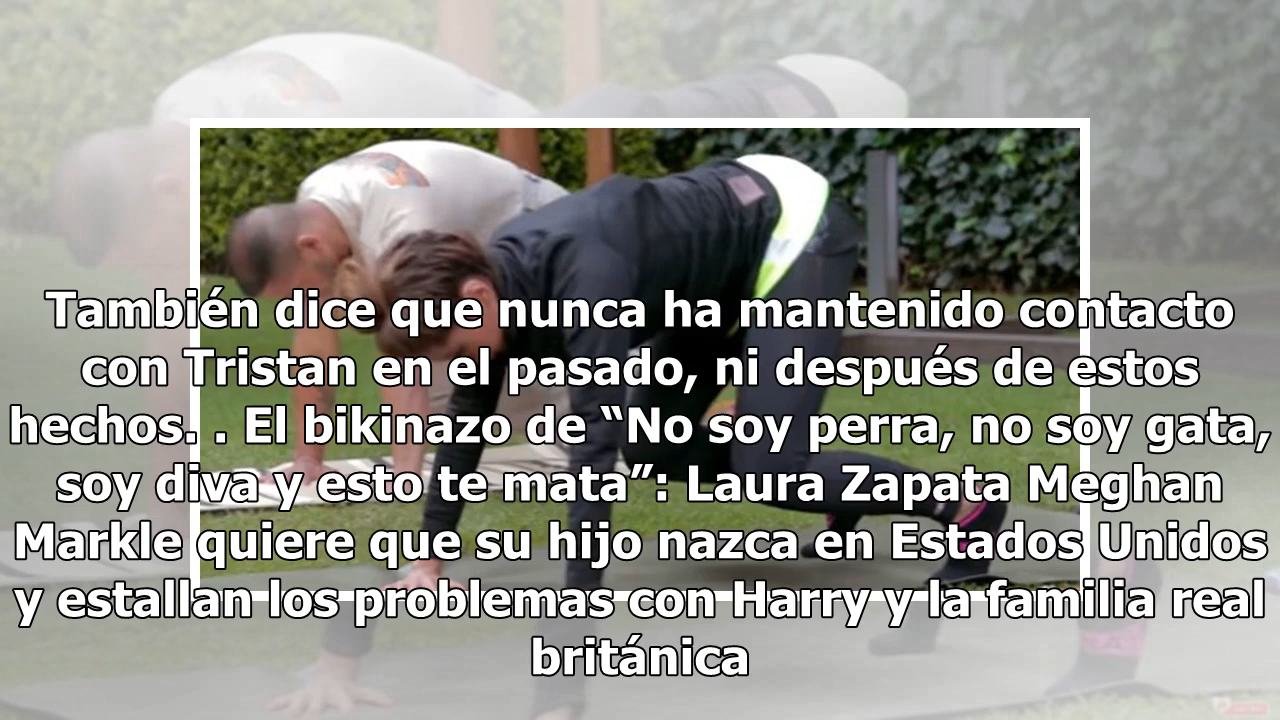 También dice que nunca ha mantenido contacto
con Tristan en el pasado, ni después de estos
hechos. . El bikinazo de “No soy perra, no soy gata,
soy diva y esto te mata”: Laura Zapata Meghan
Markle quiere que su hijo nazca en Estados Unidos
y estallan los problemas con Harry y la familia real
británica